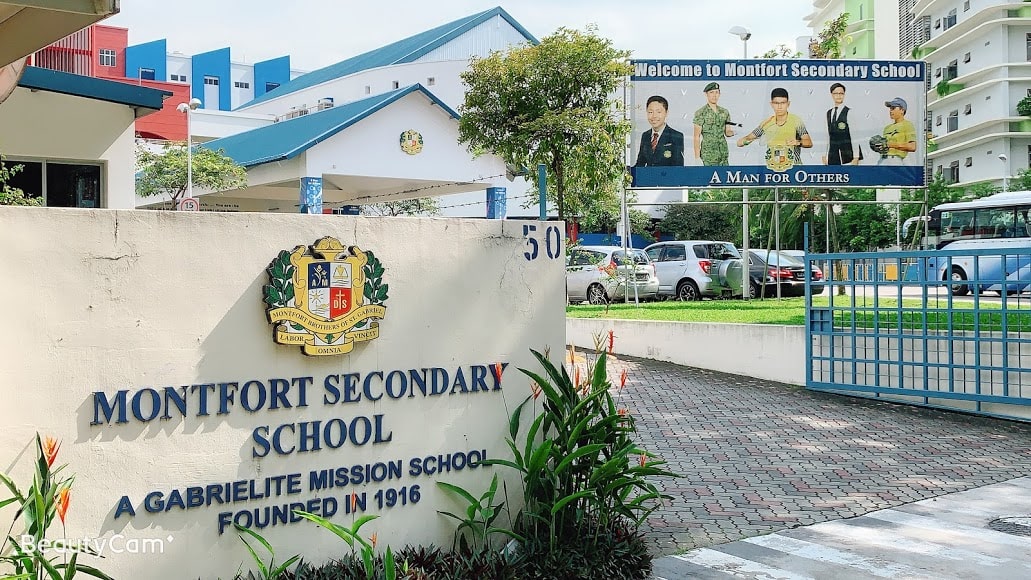 Welcome to Montfort Secondary School
A Man for Others
15
50
A M
D S
MONTFORT BROTHERS OF ST. GABRIEL
LABOR VINCIT
OMNIA
MONTFORT SECONDARY
SCHOOL
A GABRIELITE MISSION SCHOOL
FOUNDED IN 1916
BeautyCam